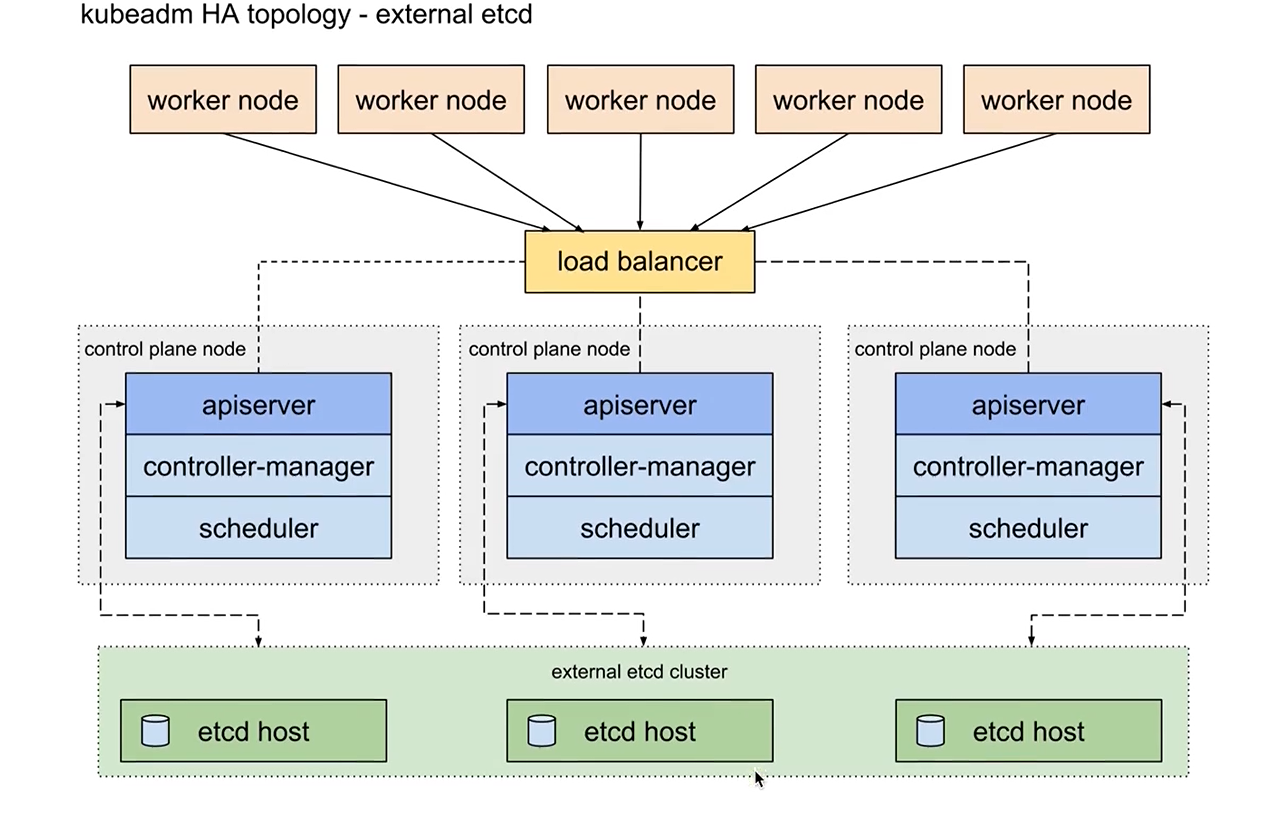 kubeadm HA topology - external etcd
worker node
worker node
worker node
worker node
worker node
load balancer
control plane node
apiserver
controller-manager
scheduler
control plane node
apiserver
controller-manager
scheduler
control plane node
apiserver
controller-manager
scheduler
external etcd cluster
etcd host
etcd host
etcd host